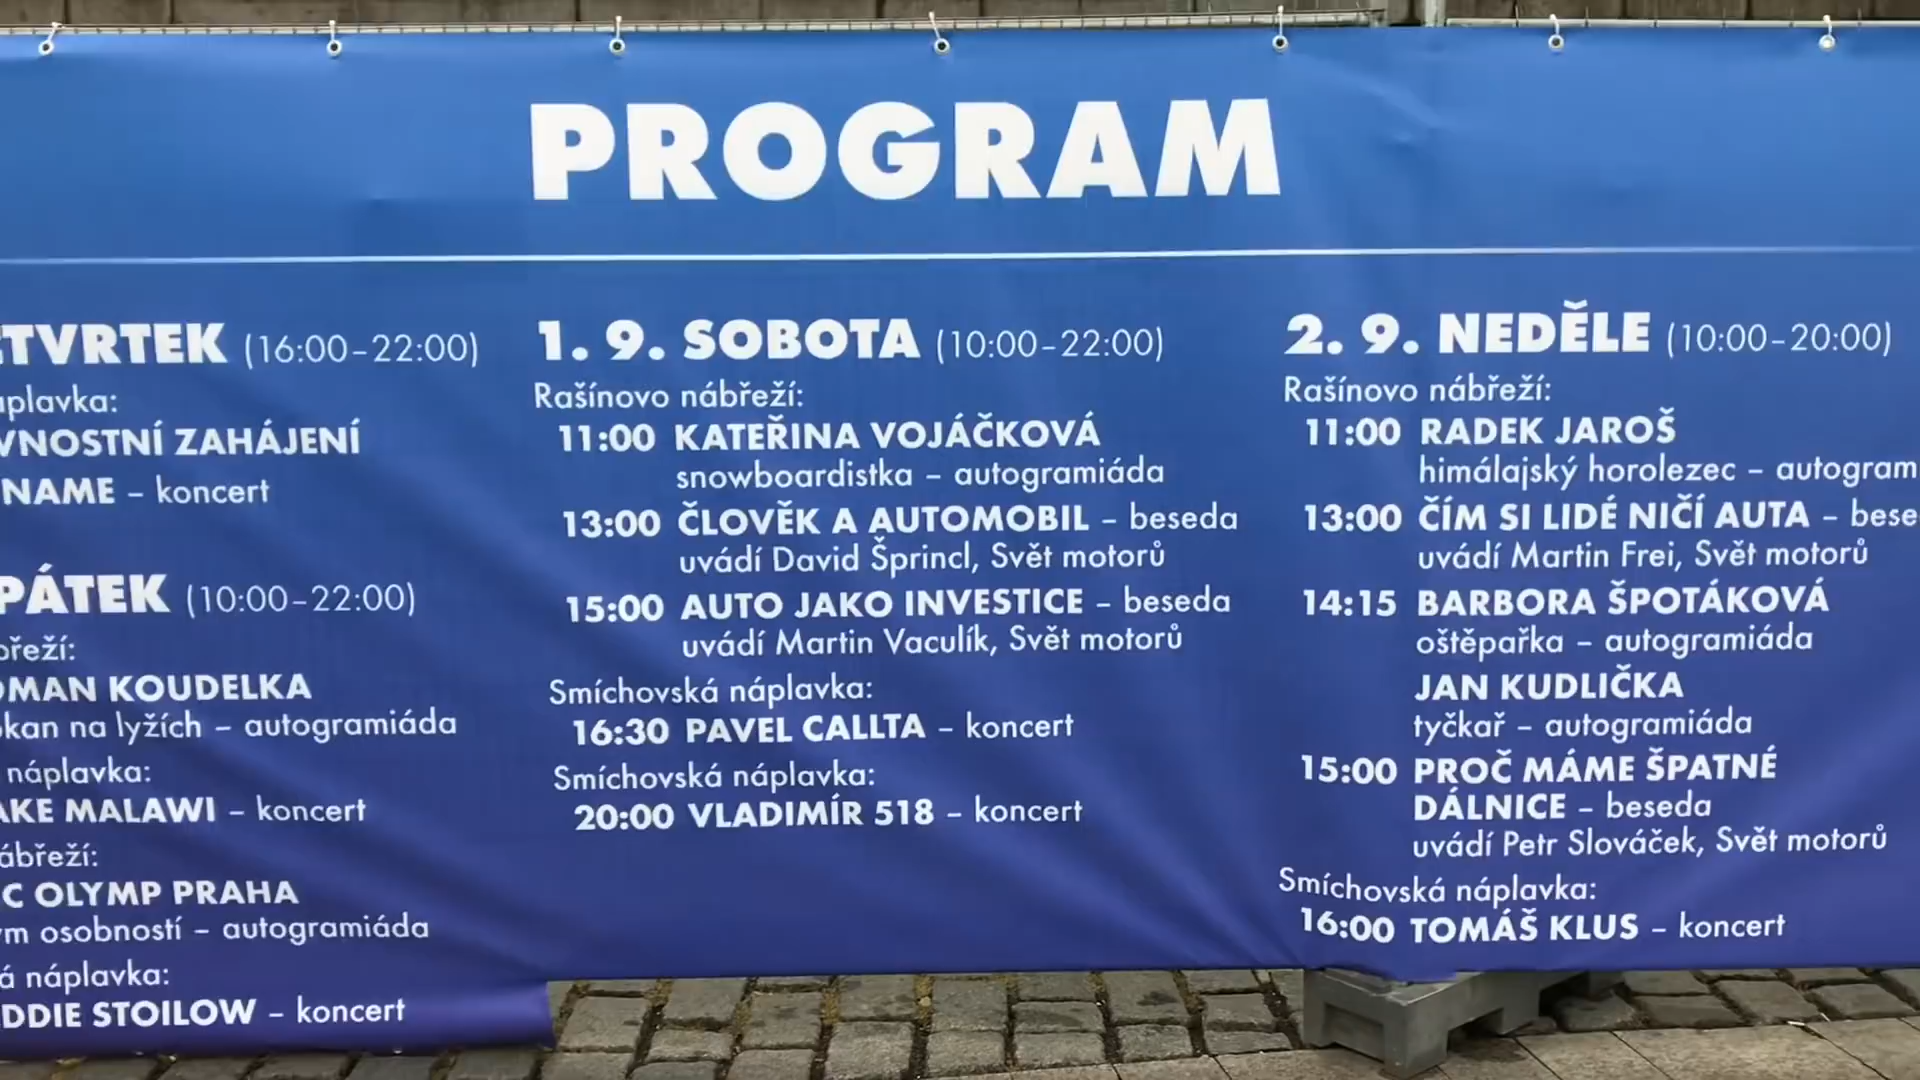 PROGRAM
TVRTEK (16:00–22:00)
náplavka:
VNOSTNÍ ZAHÁJENÍ
NAME – koncert
PÁTEK (10:00–22:00)
břeží:
OMAN KOUDELKA
okan na lyžích – autogramiáda
náplavka:
AKE MALAWI – koncert
ábřeží:
C OLYMP PRAHA
ým osobností – autogramiáda
á náplavka:
DDIE STOILOW – koncert
1. 9. SOBOTA (10:00–22:00)
Rašínovo nábřeží:
11:00 KATEŘINA VOJÁČKOVÁ
snowboardistka – autogramiáda
13:00 ČLOVĚK A AUTOMOBIL – beseda
uvádí David Šprincl, Svět motorů
15:00 AUTO JAKO INVESTICE – beseda
uvádí Martin Vaculík, Svět motorů
Smíchovská náplavka:
16:30 PAVEL CALLTA – koncert
Smíchovská náplavka:
20:00 VLADIMÍR 518 – koncert
2. 9. NEDĚLE (10:00–20:00)
Rašínovo nábřeží:
11:00 RADEK JAROŠ
himálajský horolezec – autogram
13:00 ČÍM SI LIDÉ NIČÍ AUTA – bese
uvádí Martin Frei, Svět motorů
14:15 BARBORA ŠPOTÁKOVÁ
oštěpařka – autogramiáda
JAN KUDLIČKA
tyčkař – autogramiáda
15:00 PROČ MÁME ŠPATNÉ
DÁLNICE – beseda
uvádí Petr Slováček, Svět motorů
Smíchovská náplavka:
16:00 TOMÁŠ KLUS – koncert